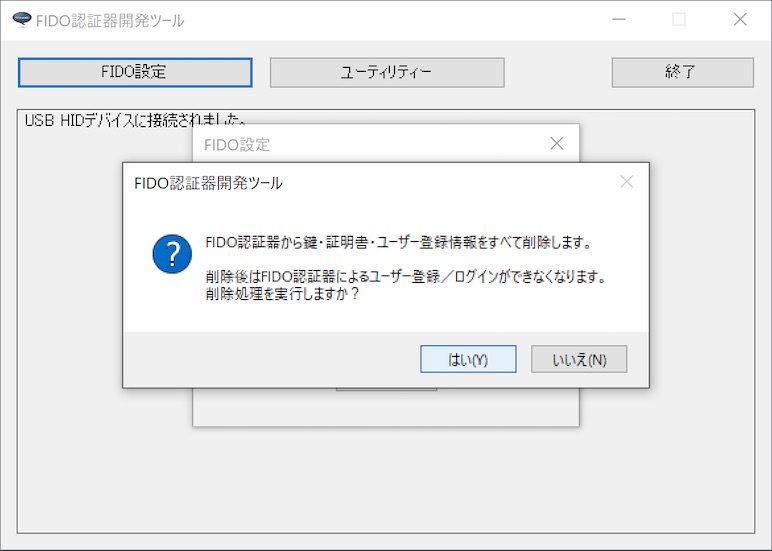 FIDO認証器開発ツール
FIDO設定
ユーティリティー
終了
USB HIDデバイスに接続されました。
FIDO設定
FIDO認証器開発ツール
FIDO認証器から鍵・証明書・ユーザー登録情報をすべて削除します。
削除後はFIDO認証器によるユーザー登録／ログインができなくなります。
削除処理を実行しますか？
はい(Y)
いいえ(N)